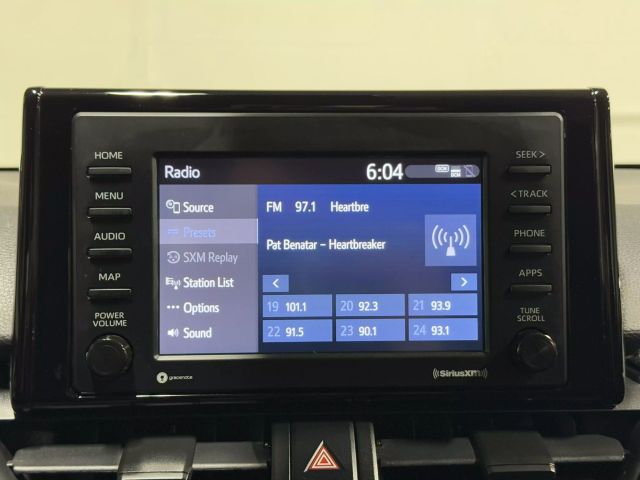 HOME
MENU
AUDIO
MAP
POWER
VOLUME
Radio
6:04
DCM
Source
Presets
SXM Replay
Station List
Options
Sound
FM 97.1 Heartbre
Pat Benatar - Heartbreaker
< >
19 101.1 20 92.3 21 93.9
22 91.5 23 90.1 24 93.1
SEEK >
< TRACK
PHONE
APPS
TUNE
SCROLL
gracenote
SiriusXM